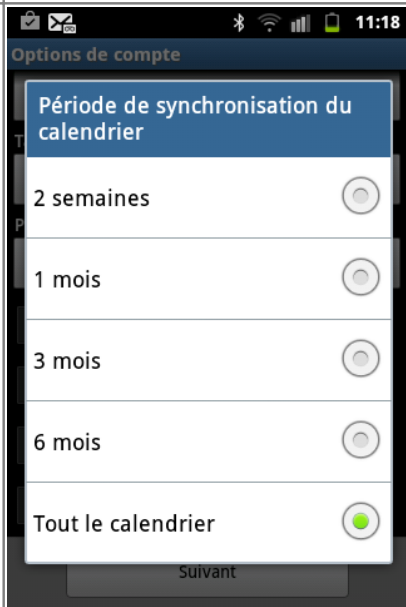 11:18
Options de compte
Période de synchronisation du
calendrier
T
P
2 semaines
1 mois
3 mois
6 mois
Tout le calendrier
Suivant